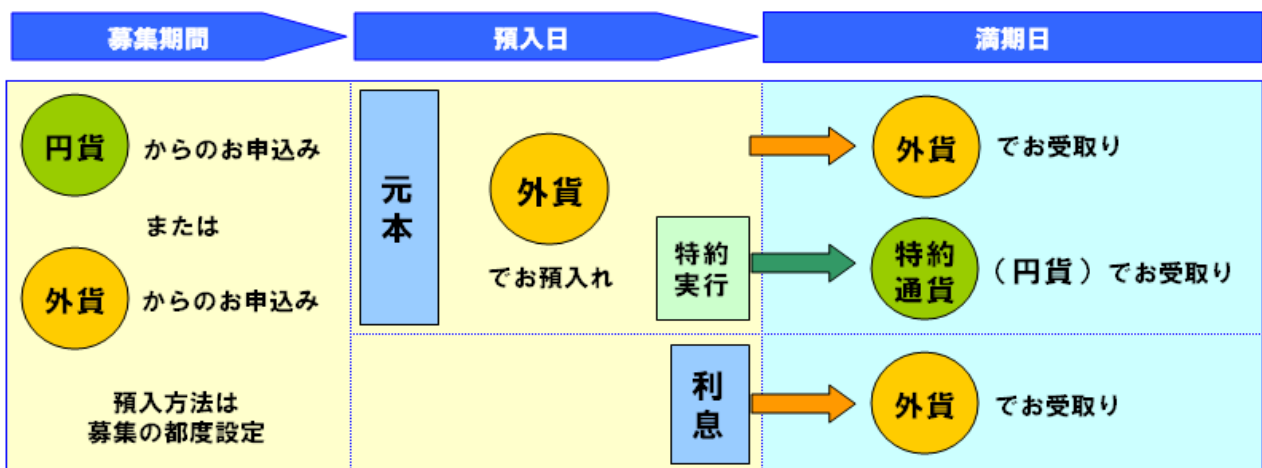 募集期間
預入日
満期日
円貨 からのお申込み
または
外貨 からのお申込み
預入方法は
募集の都度設定
元本
外貨
でお預入れ
特約
実行
外貨 でお受取り
特約
通貨 (円貨) でお受取り
利息
外貨 でお受取り